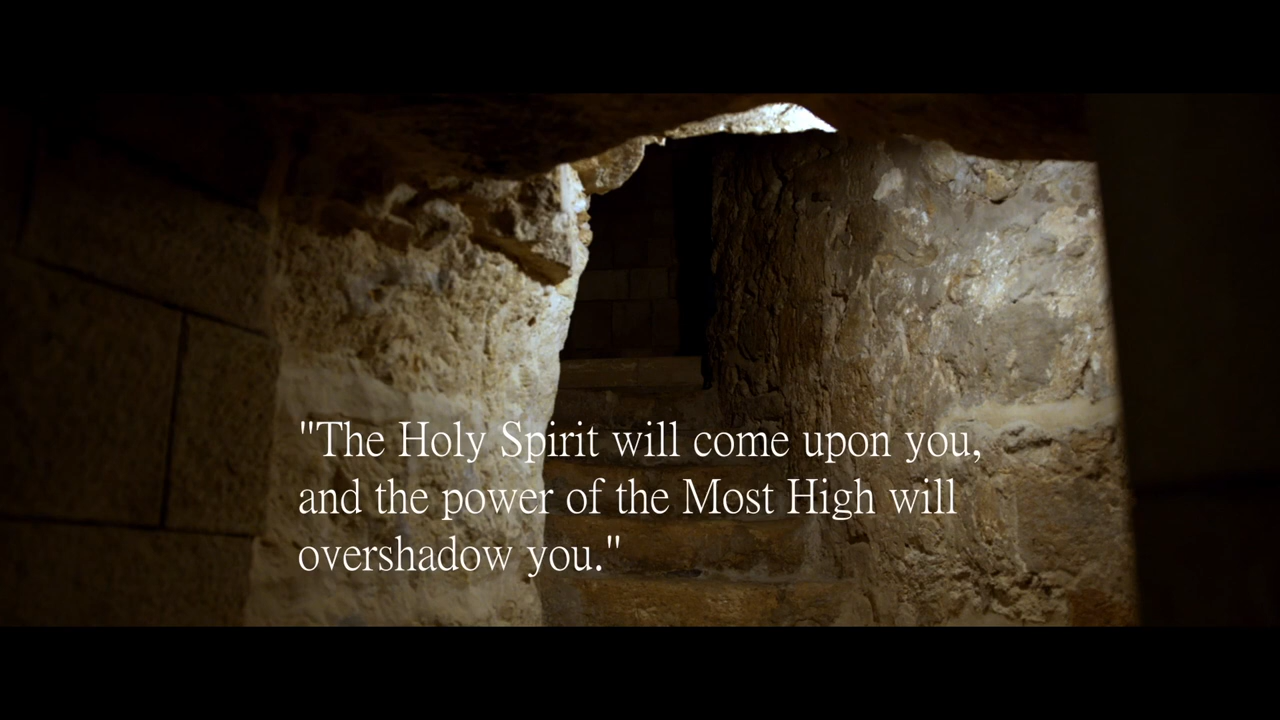 "The Holy Spirit will come upon you,
and the power of the Most High will
overshadow you."